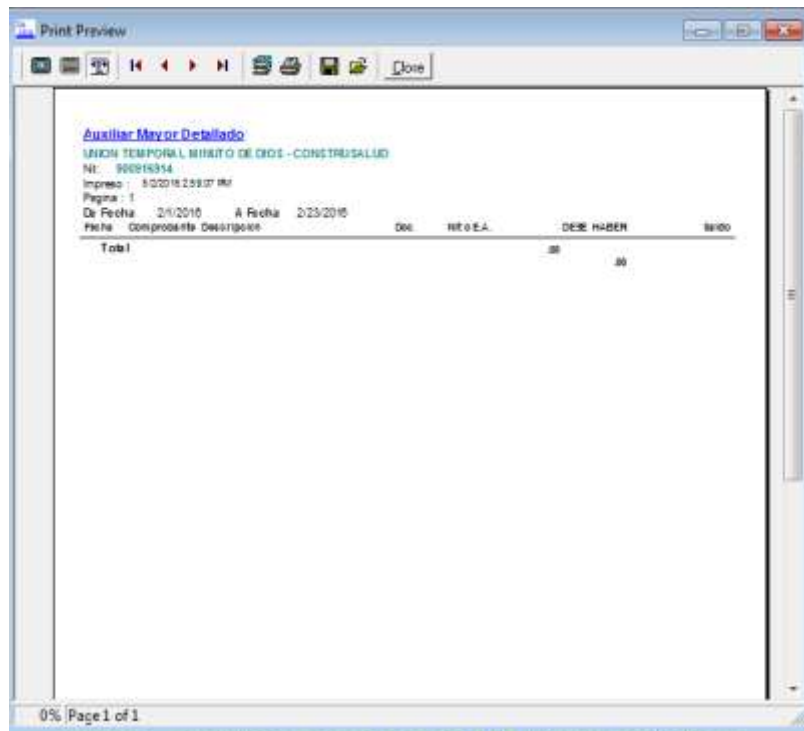 Print Preview
Close
Auxiliar Mayor Detallado
UNION TEMPORAL MINUTO DE DIOS - CONSTRUSALUD
Nit:
Impreso :
Pagina : 1
De Fecha 2/1/2016 A Fecha 2/23/2016
Fecha Comprobante Descripcion Doc. NIT o E.A. DEBE HABER Saldo
Total .00
.00
0% Page 1 of 1